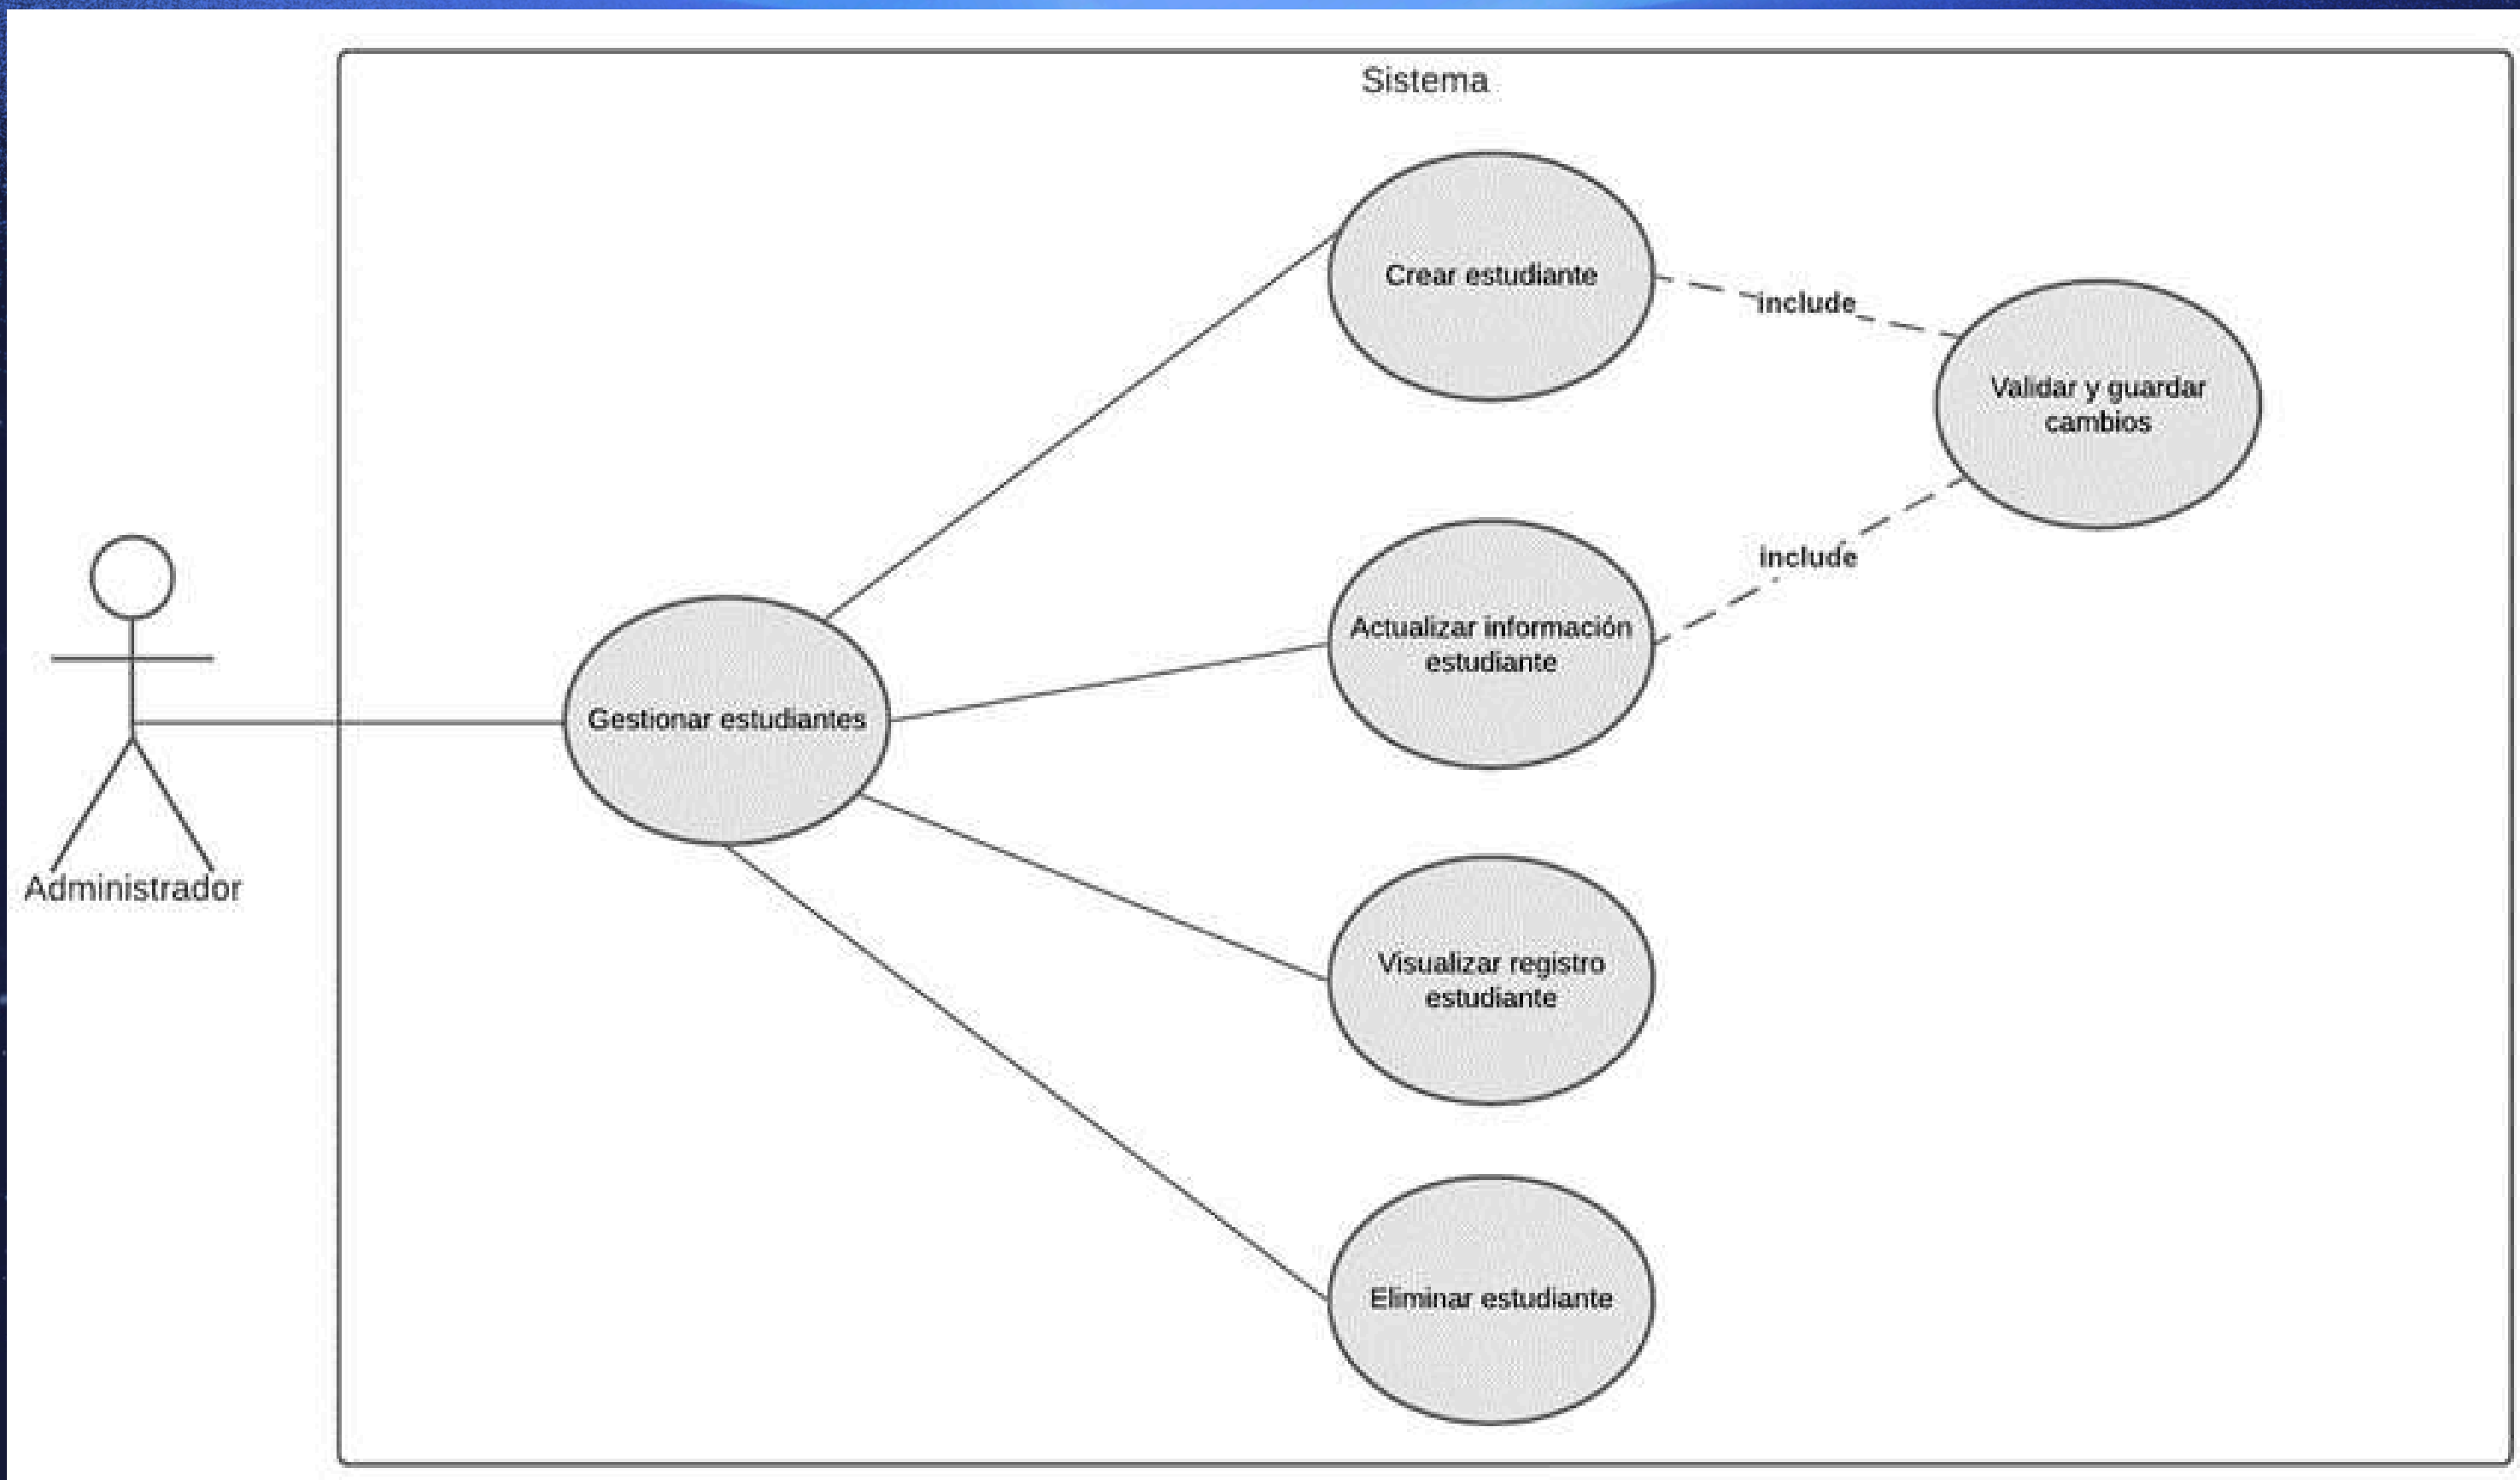 Sistema
Crear estudiante
include
Validar y guardar
cambios
include
Actualizar información
estudiante
Gestionar estudiantes
Administrador
Visualizar registro
estudiante
Eliminar estudiante